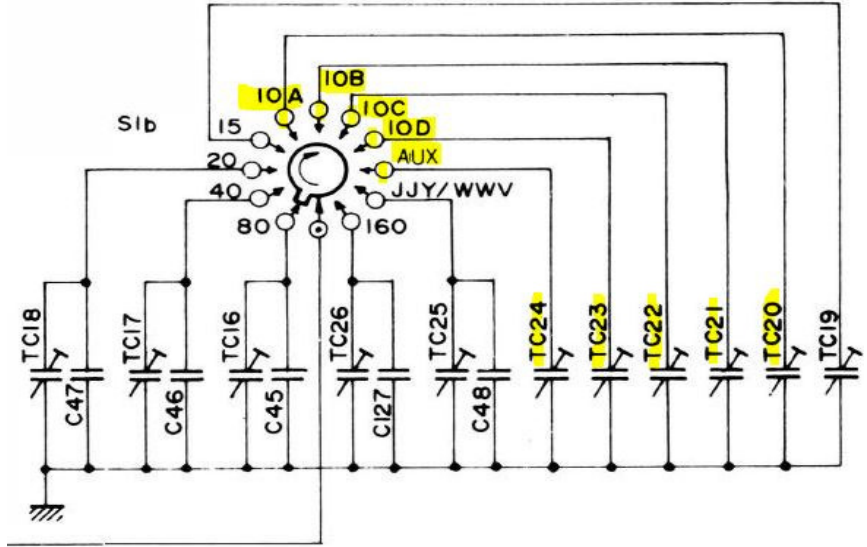 10B
10A
10C
S1b
15
10D
20
AUX
40
JJY/WWV
80
160
TC18
C47
TC17
C46
TC16
C45
TC26
C127
TC25
C48
TC24
TC23
TC22
TC21
TC20
TC19